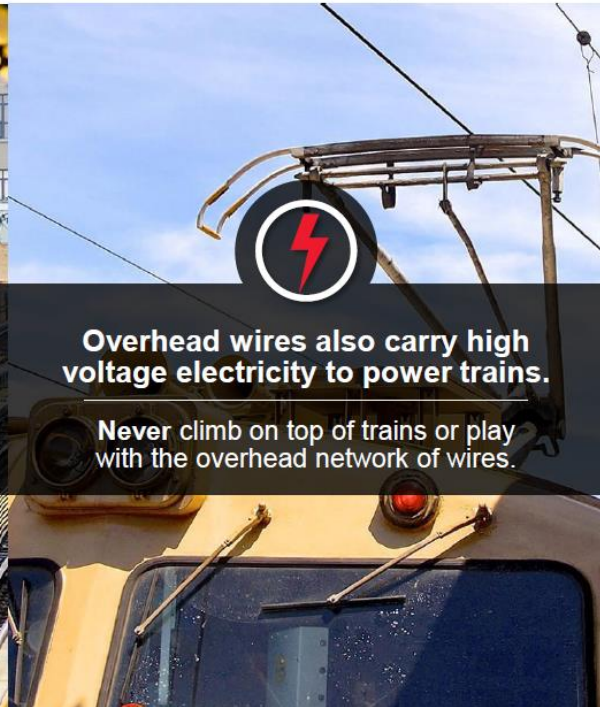 Overhead wires also carry high
voltage electricity to power trains.
Never climb on top of trains or play
with the overhead network of wires.